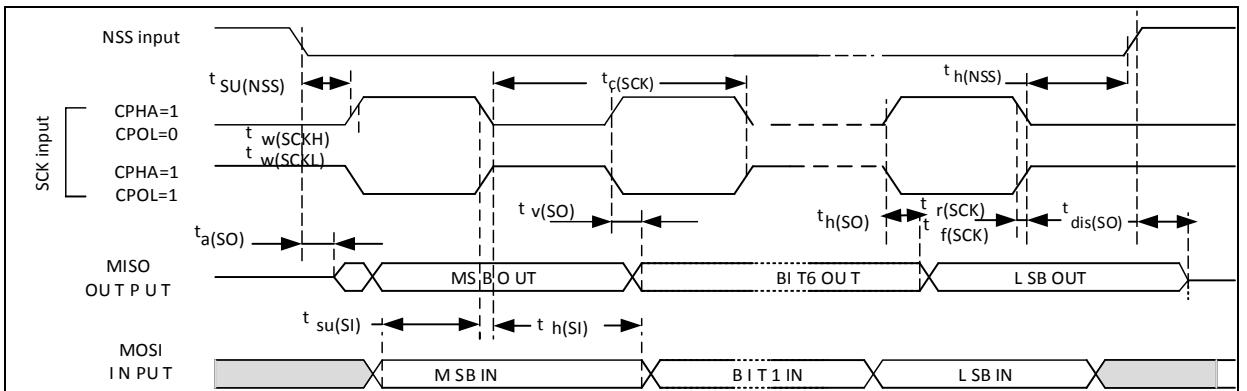 NSS input
t SU(NSS)
t c(SCK)
t h(NSS)
SCK input
CPHA=1
CPOL=0
t w(SCKH)
t w(SCKL)
CPHA=1
CPOL=1
t v(SO)
t h(SO)
t r(SCK)
t f(SCK)
t dis(SO)
t a(SO)
MISO
OUTPUT
MSB OUT
BIT6 OUT
LSB OUT
t su(SI)
t h(SI)
MOSI
INPUT
MSB IN
BIT1 IN
LSB IN